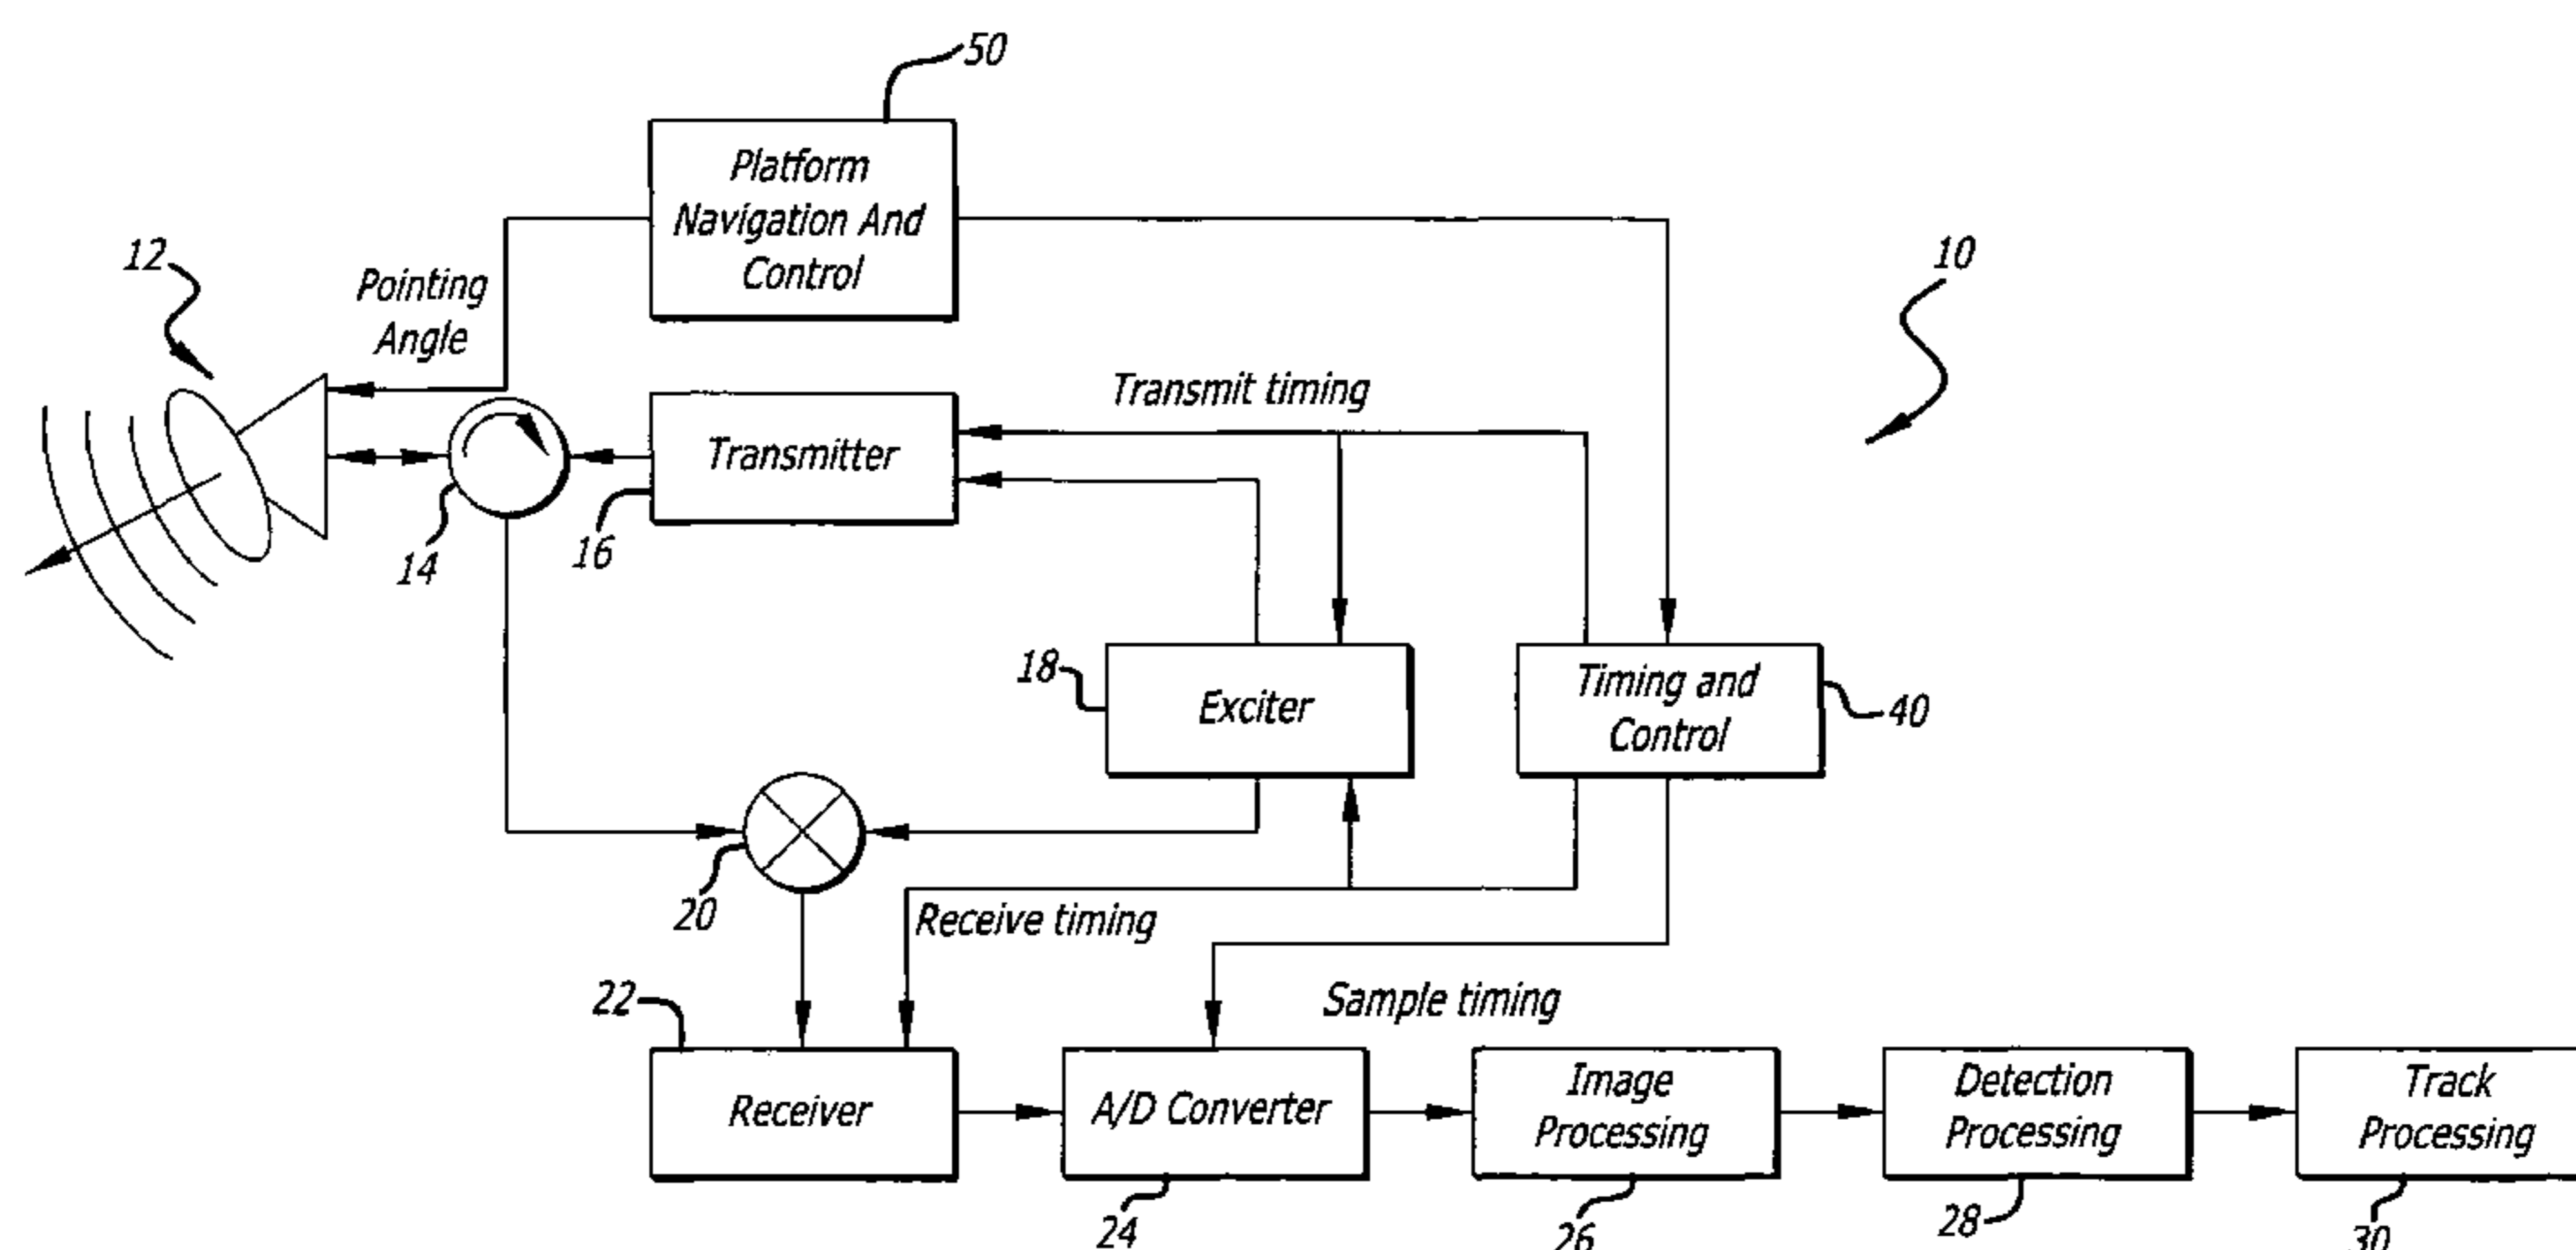 50
Platform
Navigation And
Control
12
10
Pointing
Angle
Transmit timing
Transmitter
14
16
18
Exciter
Timing and
Control
40
20
Receive timing
22
Sample timing
Receiver
A/D Converter
Image
Processing
Detection
Processing
Track
Processing
24
26
28
30